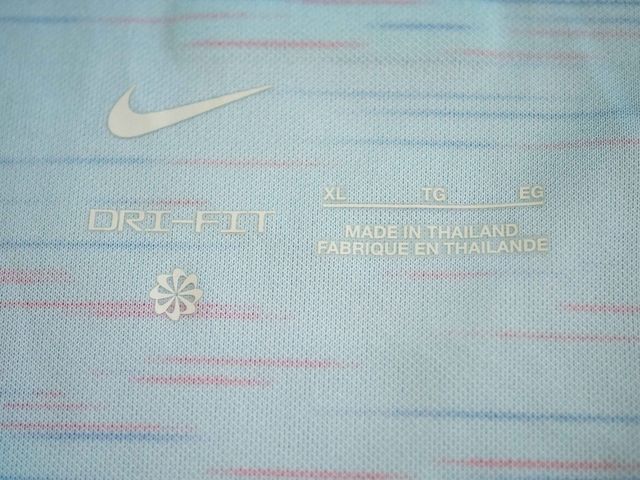 XL TG EG
DRI-FIT
MADE IN THAILAND
FABRIQUE EN THAILANDE